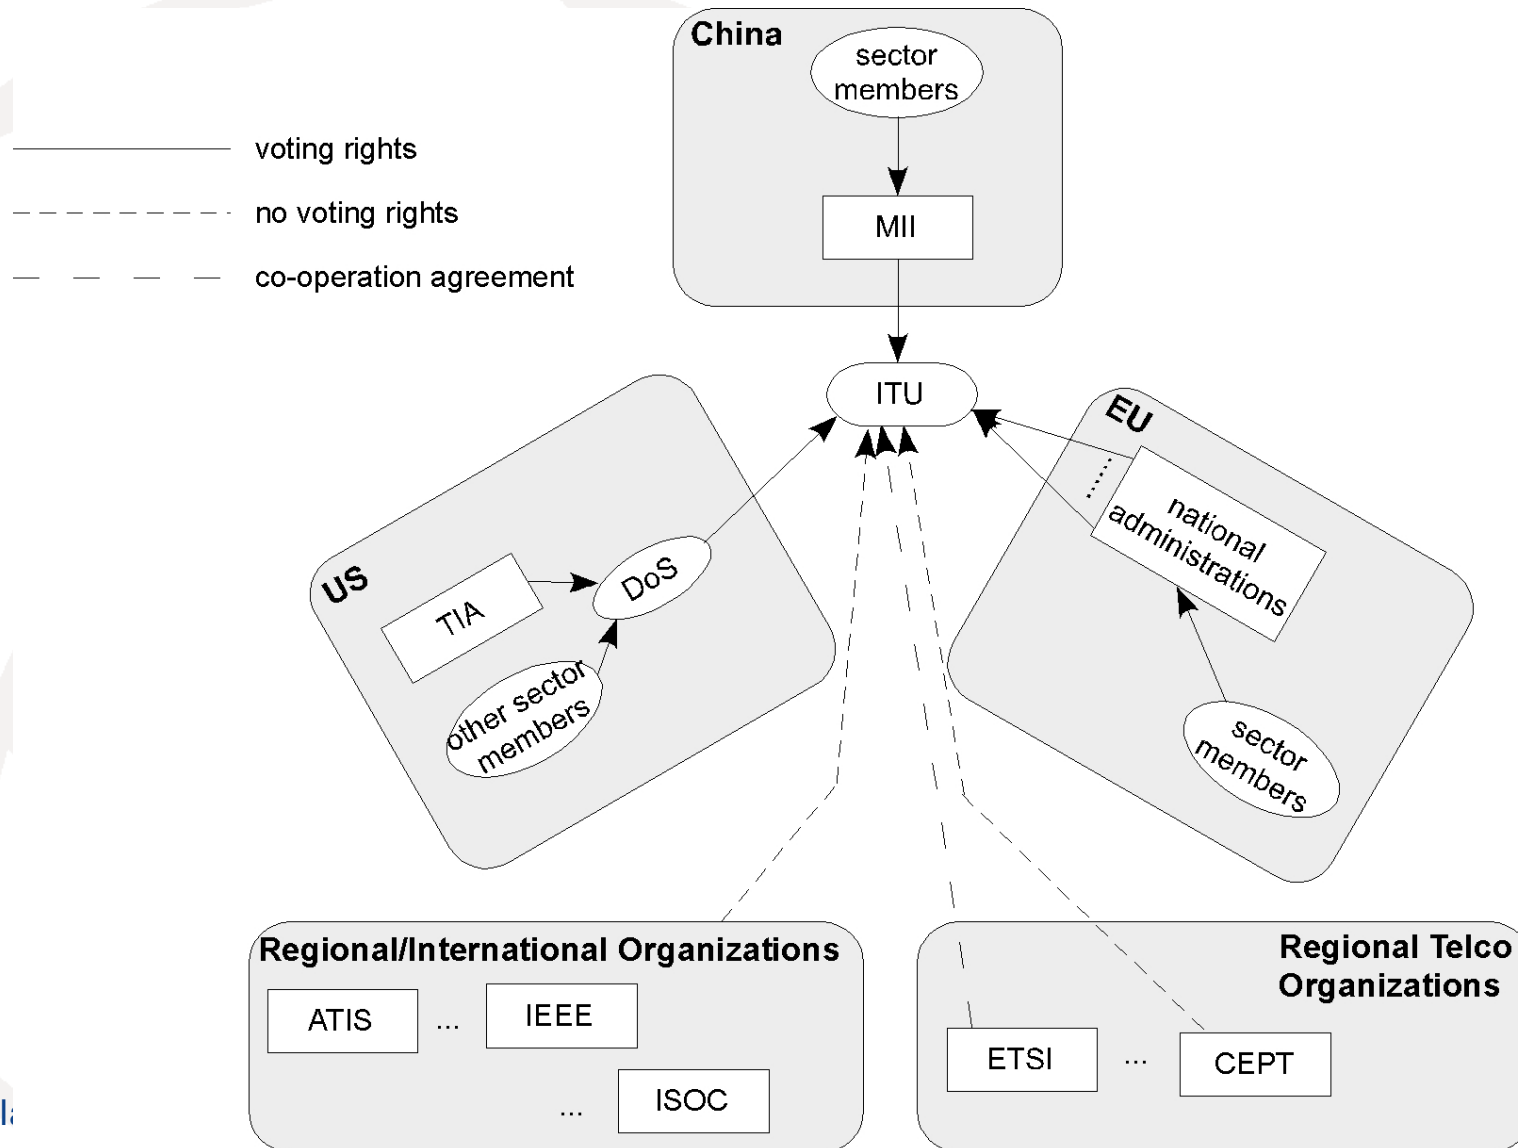 China
sector
members
voting rights
no voting rights
co-operation agreement
MII
ITU
EU
national
administrations
US
TIA
DoS
other sector
members
sector
members
Regional/International Organizations
ATIS
...
IEEE
...
ISOC
Regional Telco
Organizations
ETSI
...
CEPT